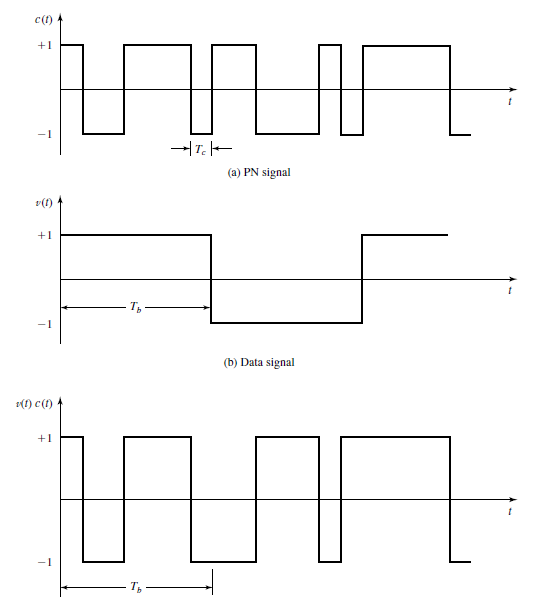 c(t)
+1
−1
t
T_c
(a) PN signal
v(t)
+1
−1
t
T_b
(b) Data signal
v(t) c(t)
+1
−1
t
T_b